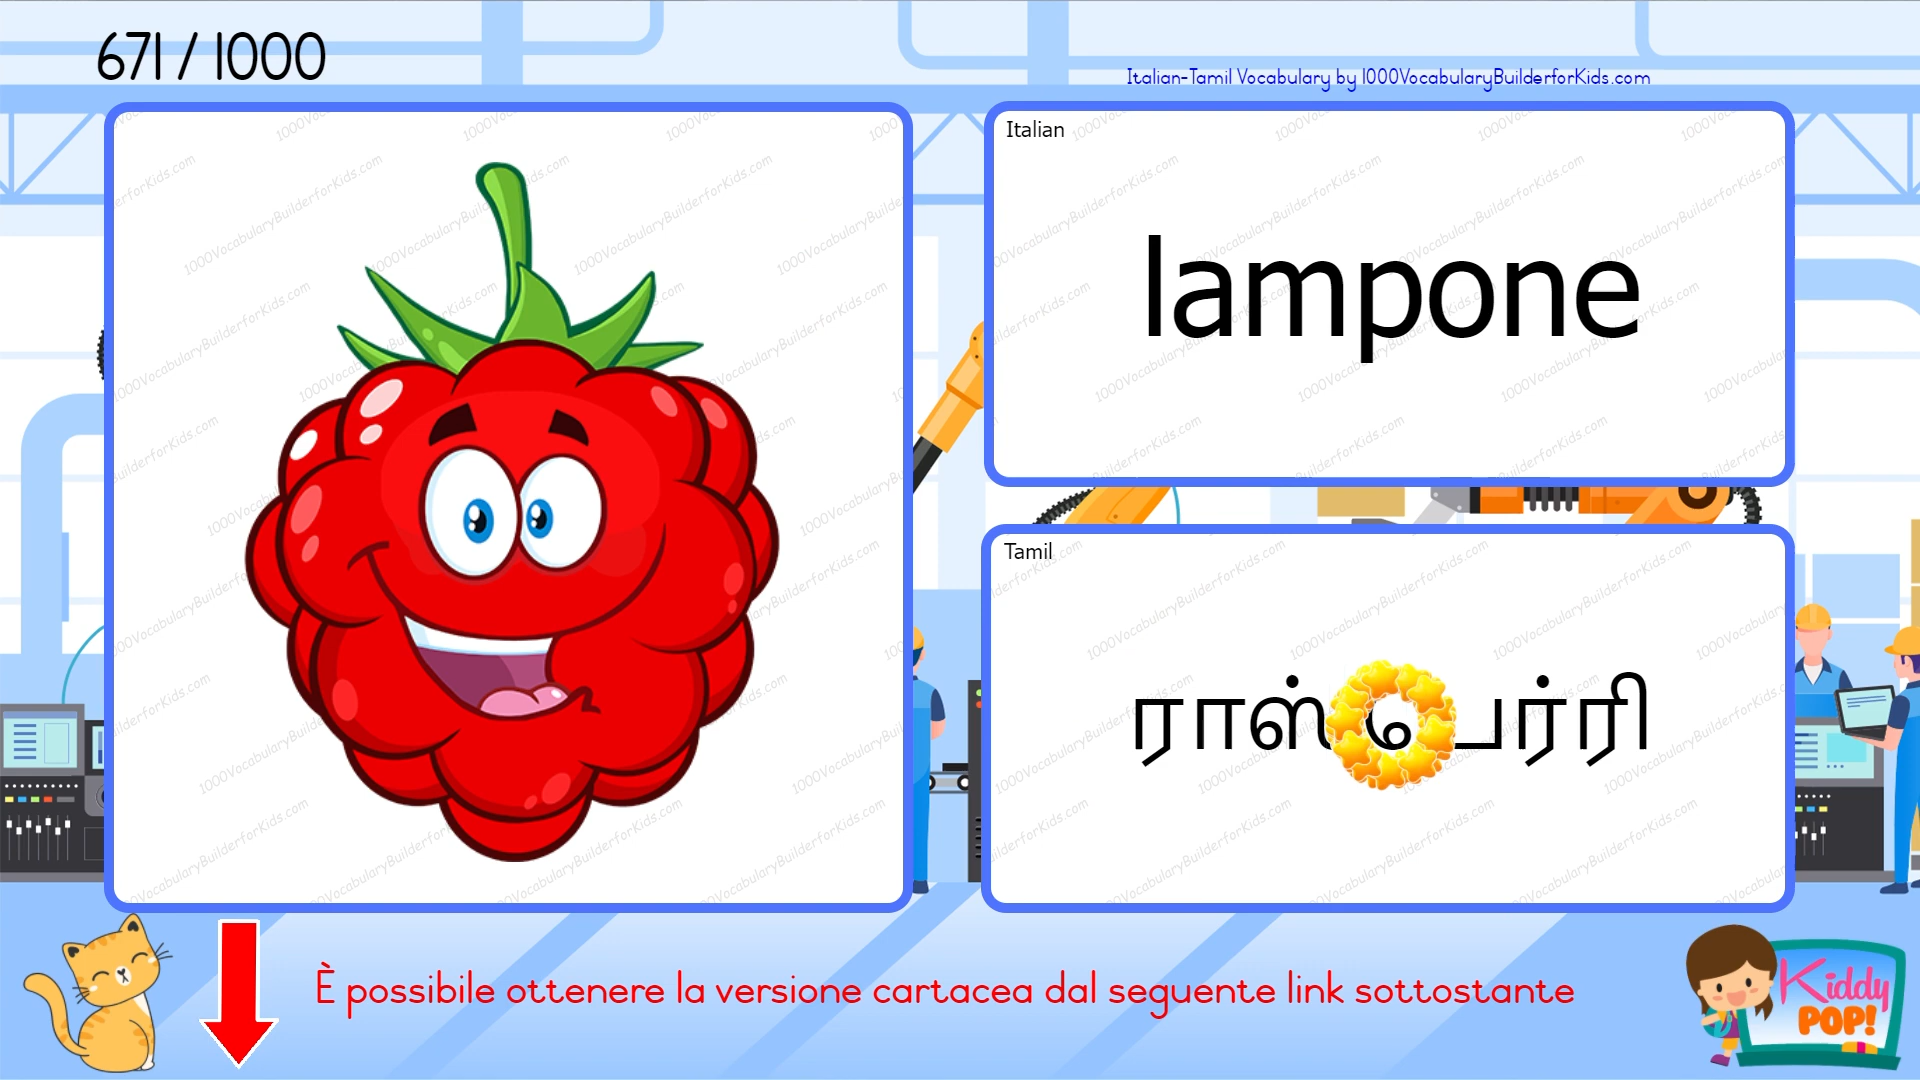 671 / 1000
Italian-Tamil Vocabulary by 1000VocabularyBuilderforKids.com
Italian
lampone
Tamil
È possibile ottenere la versione cartacea dal seguente link sottostante
Kiddy
POP!